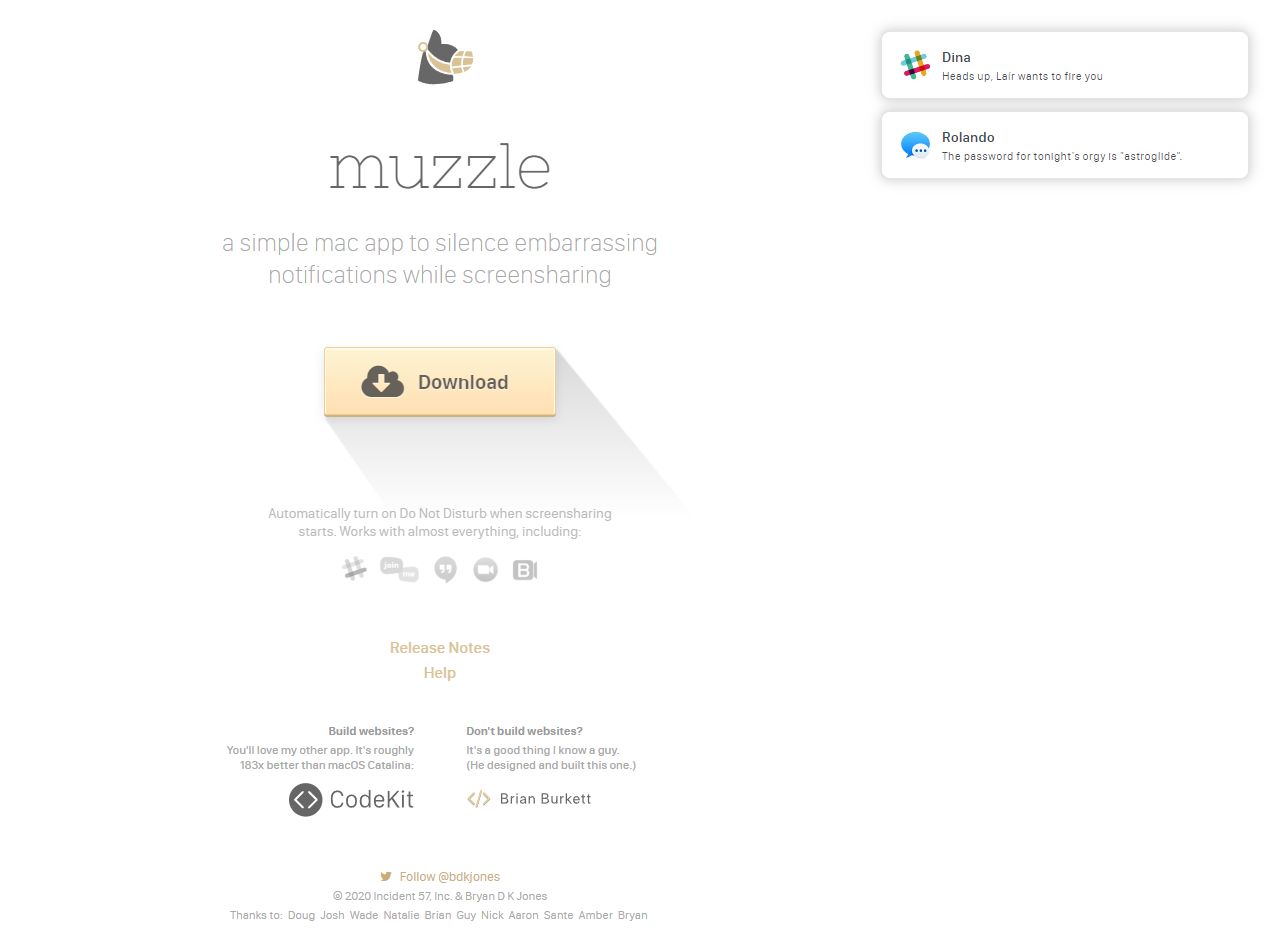 muzzle
a simple mac app to silence embarrassing
notifications while screensharing
Download
Automatically turn on Do Not Disturb when screensharing
starts. Works with almost everything, including:
join
me
B
Release Notes
Help
Build websites?
You'll love my other app. It's roughly
183x better than macOS Catalina:
CodeKit
Don't build websites?
It's a good thing I know a guy.
(He designed and built this one.)
Brian Burkett
Follow @bdkjones
© 2020 Incident 57, Inc. & Bryan D K Jones
Thanks to: Doug Josh Wade Natalie Brian Guy Nick Aaron Sante Amber Bryan
Dina
Heads up, Lair wants to fire you
Rolando
The password for tonight's orgy is "astroglide".